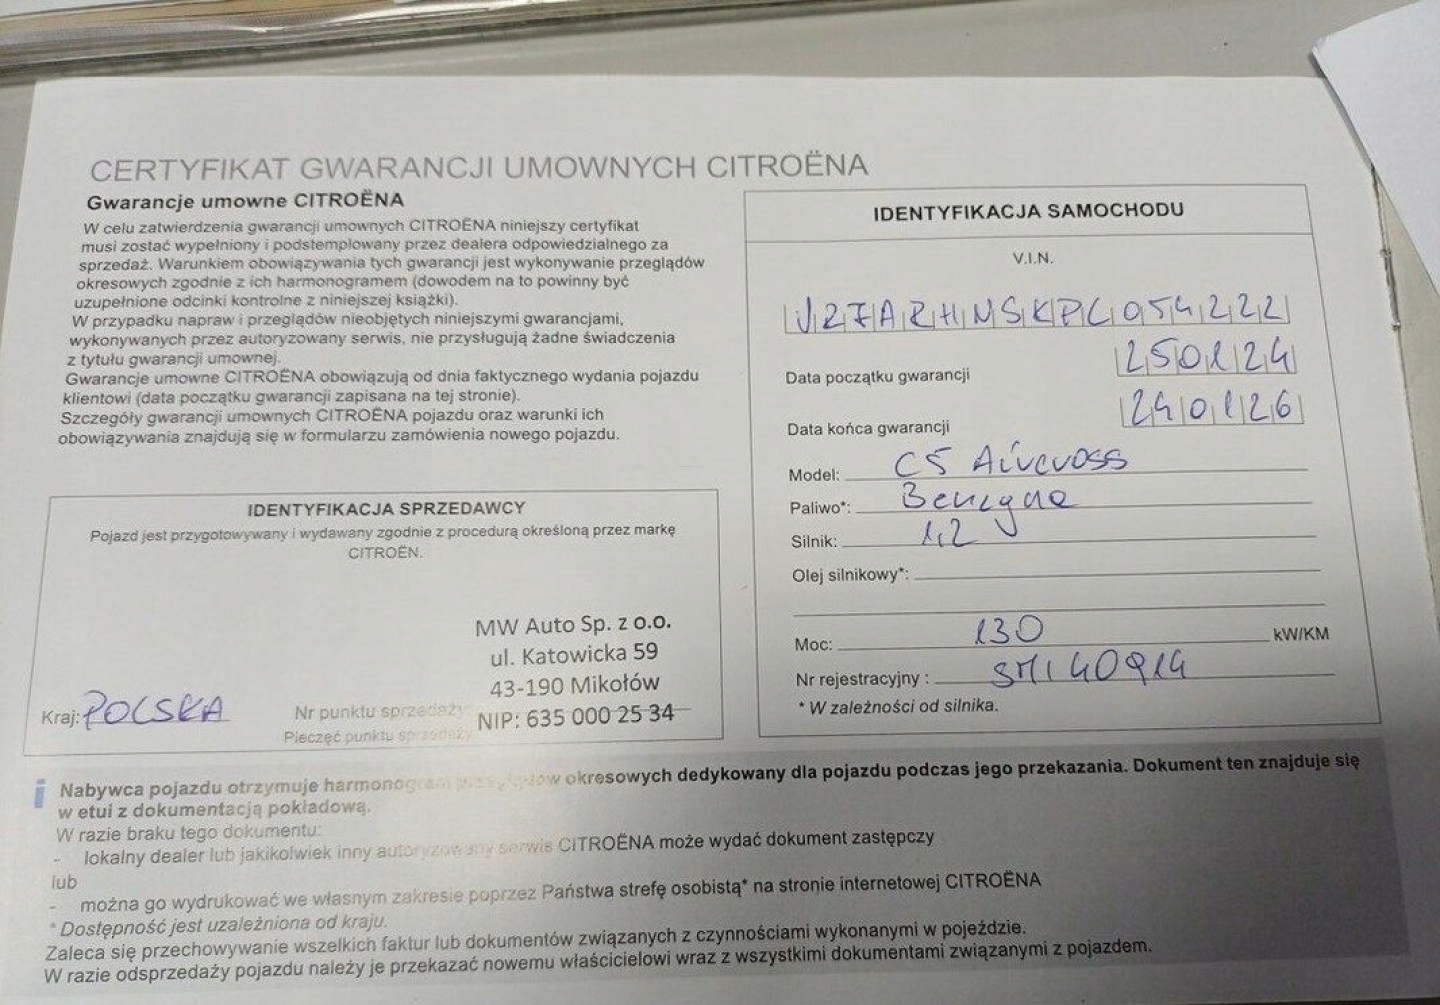 CERTYFIKAT GWARANCJI UMOWNYCH CITROËNA
Gwarancje umowne CITROËNA
W celu zatwierdzenia gwarancji umownych CITROËNA niniejszy certyfikat
musi zostać wypełniony i podstemplowany przez dealera odpowiedzialnego za
sprzedaż. Warunkiem obowiązywania tych gwarancji jest wykonywanie przeglądów
okresowych zgodnie z ich harmonogramem (dowodem na to powinny być
uzupełnione odcinki kontrolne z niniejszej książki).
W przypadku napraw i przeglądów nieobjętych niniejszymi gwarancjami,
wykonywanych przez autoryzowany serwis, nie przysługują żadne świadczenia
z tytułu gwarancji umownej.
Gwarancje umowne CITROËNA obowiązują od dnia faktycznego wydania pojazdu
klientowi (data początku gwarancji zapisana na tej stronie).
Szczegóły gwarancji umownych CITROËNA pojazdu oraz warunki ich
obowiązywania znajdują się w formularzu zamówienia nowego pojazdu.
IDENTYFIKACJA SPRZEDAWCY
Pojazd jest przygotowywany i wydawany zgodnie z procedurą określoną przez markę
CITROËN.
MW Auto Sp. z o.o.
ul. Katowicka 59
43-190 Mikołów
NIP: 635 000 25 34
Kraj: POLSKA
Nr punktu sprzedaży
Pieczęć punktu sprzedaży
IDENTYFIKACJA SAMOCHODU
V.I.N.
VR7ARHNSKPL054222
Data początku gwarancji 250124
Data końca gwarancji 240126
Model: C5 Aircross
Paliwo*: Benzyna
Silnik: 1,2
Olej silnikowy*:
Moc: 130 kW/KM
Nr rejestracyjny : SMI40914
* W zależności od silnika.
i
Nabywca pojazdu otrzymuje harmonogram przeglądów okresowych dedykowany dla pojazdu podczas jego przekazania. Dokument ten znajduje się
w etui z dokumentacją pokładową.
W razie braku tego dokumentu:
- lokalny dealer lub jakikolwiek inny autoryzowany serwis CITROËNA może wydać dokument zastępczy
lub
- można go wydrukować we własnym zakresie poprzez Państwa strefę osobistą* na stronie internetowej CITROËNA
* Dostępność jest uzależniona od kraju.
Zaleca się przechowywanie wszelkich faktur lub dokumentów związanych z czynnościami wykonanymi w pojeździe.
W razie odsprzedaży pojazdu należy je przekazać nowemu właścicielowi wraz z wszystkimi dokumentami związanymi z pojazdem.